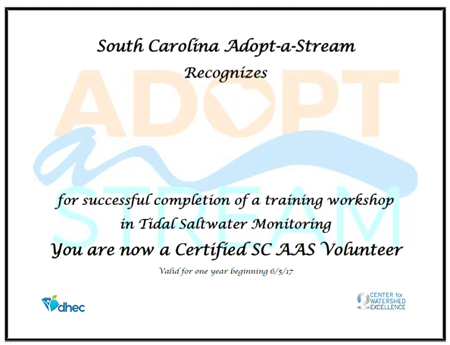 South Carolina Adopt-a-Stream
Recognizes
ADOPT
a
STREAM
for successful completion of a training workshop
in Tidal Saltwater Monitoring
You are now a Certified SC AAS Volunteer
Valid for one year beginning 6/5/17
dhec
CENTER for
WATERSHED
EXCELLENCE